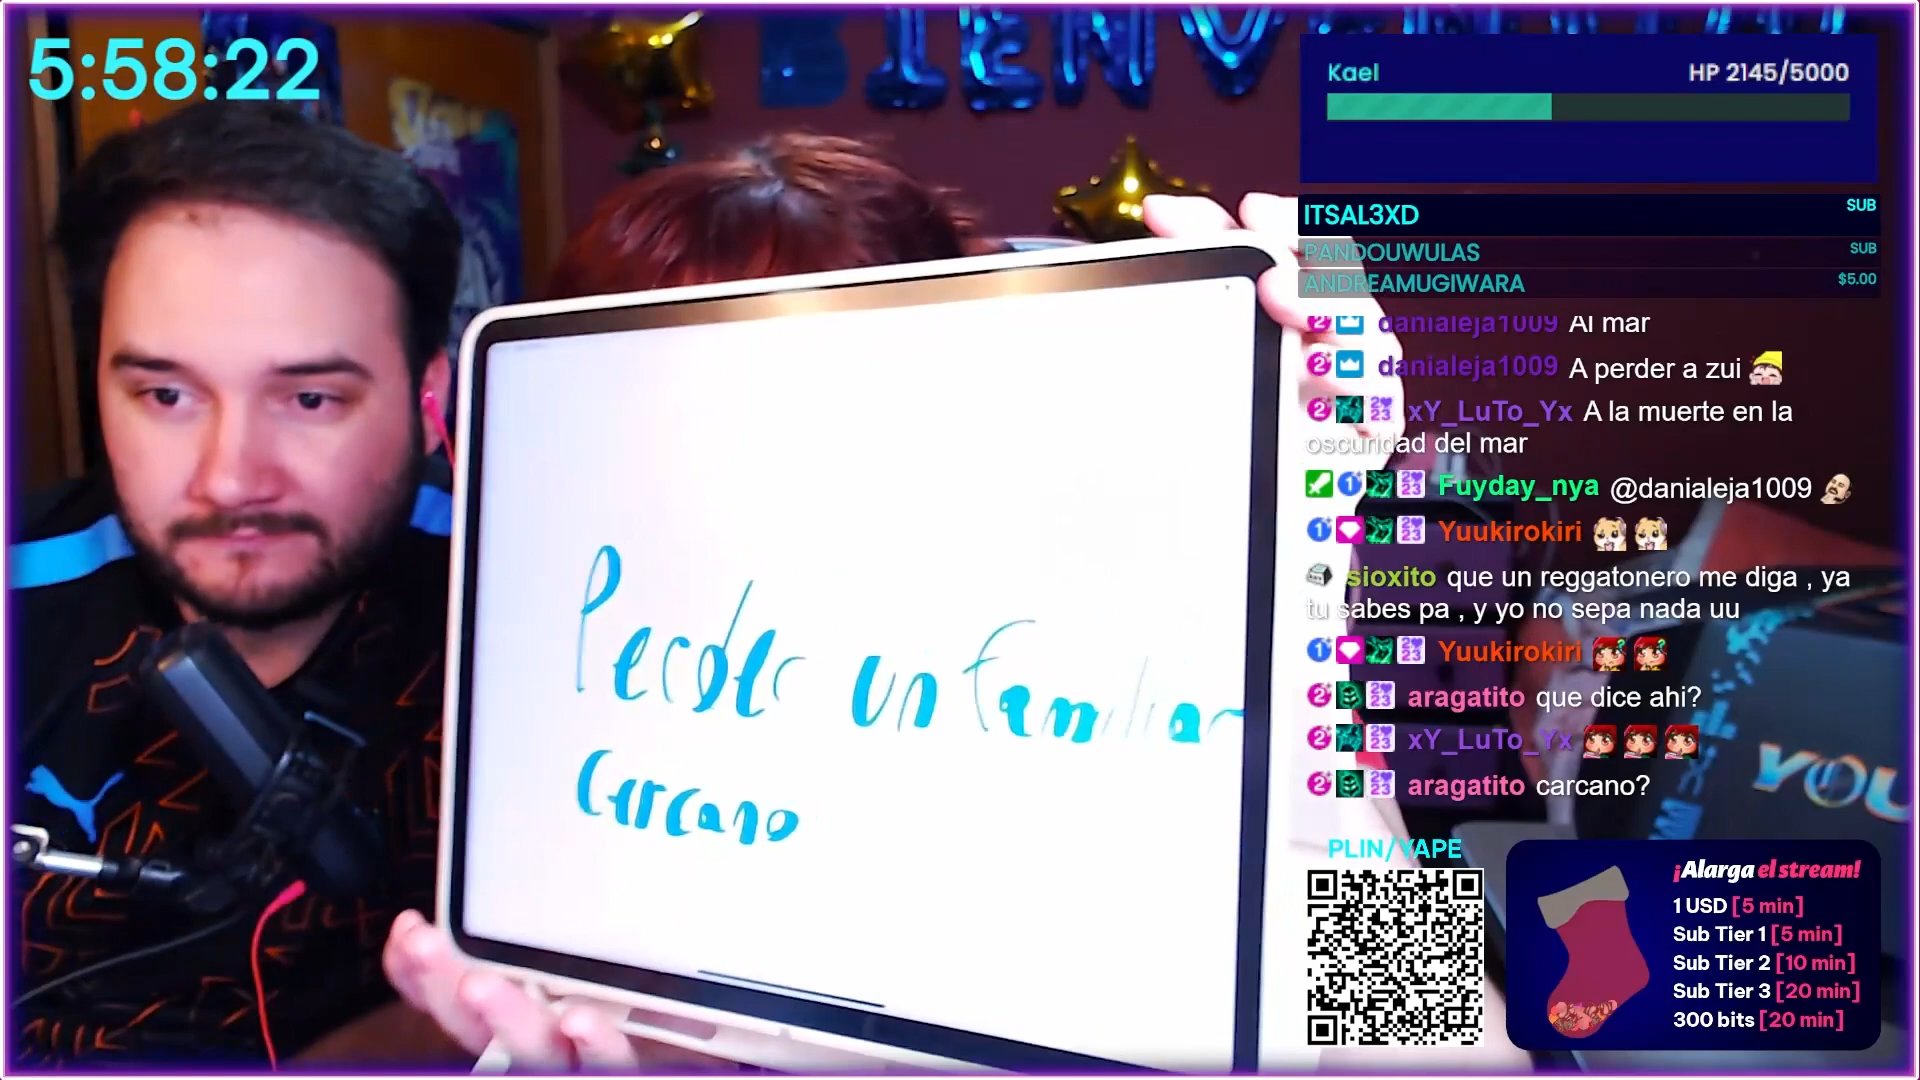 5:58:22
BIENV
Kael HP 2145/5000
ITSAL3XD SUB
PANDOUWULAS SUB
ANDREAMUGIWARA $5.00
danialeja1009 Al mar
danialeja1009 A perder a zui
xY_LuTo_Yx A la muerte en la
oscuridad del mar
Fuyday_nya @danialeja1009
Yuukirokiri
sioxito que un reggatonero me diga , ya
tu sabes pa , y yo no sepa nada uu
Yuukirokiri
aragatito que dice ahi?
xY_LuTo_Yx
aragatito carcano?
Perder un familiar
Cercano
YOU
PLIN/YAPE
¡Alarga el stream!
1 USD [5 min]
Sub Tier 1 [5 min]
Sub Tier 2 [10 min]
Sub Tier 3 [20 min]
300 bits [20 min]